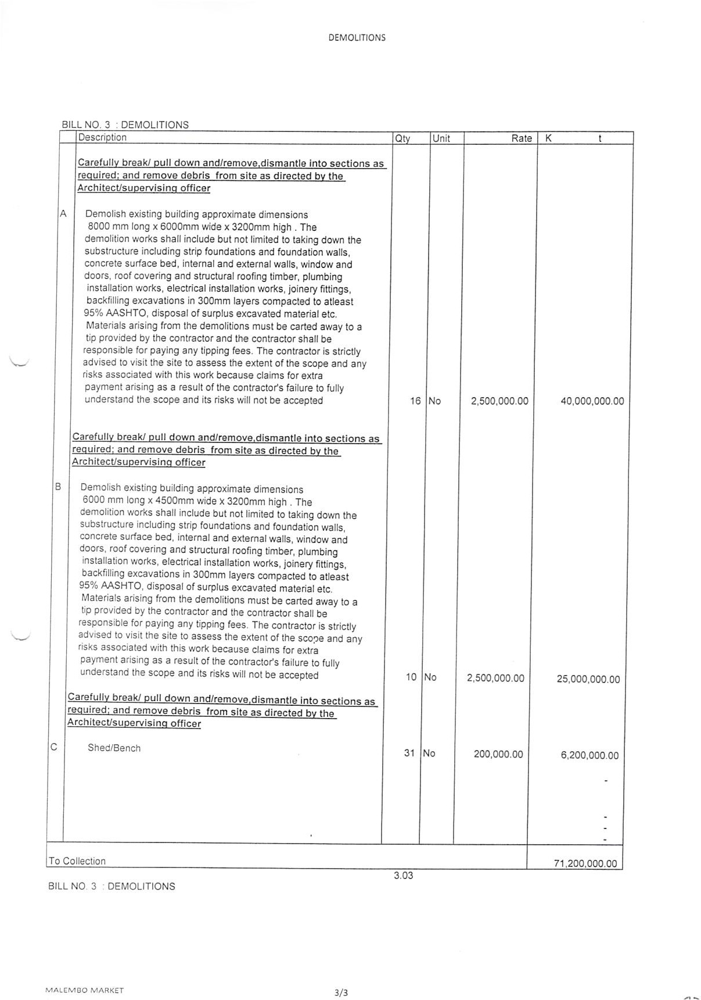 DEMOLITIONS
BILL NO. 3 : DEMOLITIONS
Description Qty Unit Rate K t
Carefully break/ pull down and/remove,dismantle into sections as
required; and remove debris from site as directed by the
Architect/supervising officer
A Demolish existing building approximate dimensions
8000 mm long x 6000mm wide x 3200mm high . The
demolition works shall include but not limited to taking down the
substructure including strip foundations and foundation walls,
concrete surface bed, internal and external walls, window and
doors, roof covering and structural roofing timber, plumbing
installation works, electrical installation works, joinery fittings,
backfilling excavations in 300mm layers compacted to atleast
95% AASHTO, disposal of surplus excavated material etc.
Materials arising from the demolitions must be carted away to a
tip provided by the contractor and the contractor shall be
responsible for paying any tipping fees. The contractor is strictly
advised to visit the site to assess the extent of the scope and any
risks associated with this work because claims for extra
payment arising as a result of the contractor's failure to fully
understand the scope and its risks will not be accepted 16 No 2,500,000.00 40,000,000.00
Carefully break/ pull down and/remove,dismantle into sections as
required; and remove debris from site as directed by the
Architect/supervising officer
B Demolish existing building approximate dimensions
6000 mm long x 4500mm wide x 3200mm high . The
demolition works shall include but not limited to taking down the
substructure including strip foundations and foundation walls,
concrete surface bed, internal and external walls, window and
doors, roof covering and structural roofing timber, plumbing
installation works, electrical installation works, joinery fittings,
backfilling excavations in 300mm layers compacted to atleast
95% AASHTO, disposal of surplus excavated material etc.
Materials arising from the demolitions must be carted away to a
tip provided by the contractor and the contractor shall be
responsible for paying any tipping fees. The contractor is strictly
advised to visit the site to assess the extent of the scope and any
risks associated with this work because claims for extra
payment arising as a result of the contractor's failure to fully
understand the scope and its risks will not be accepted 10 No 2,500,000.00 25,000,000.00
Carefully break/ pull down and/remove,dismantle into sections as
required; and remove debris from site as directed by the
Architect/supervising officer
C Shed/Bench 31 No 200,000.00 6,200,000.00
-
-
-
-
To Collection 71,200,000.00
3.03
BILL NO. 3 : DEMOLITIONS
MALEMBO MARKET 3/3